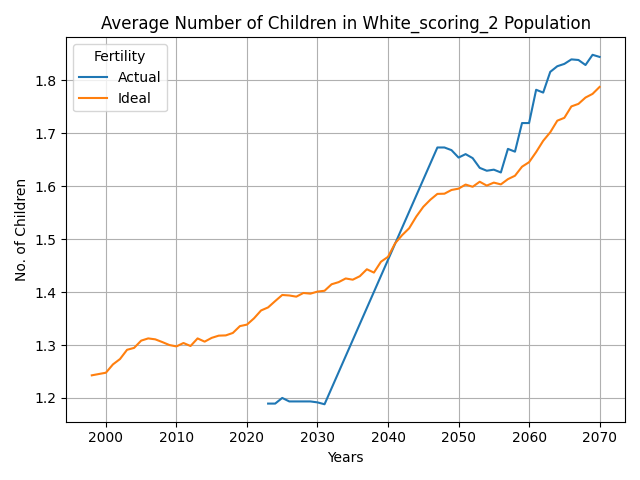 Average Number of Children in White_scoring_2 Population
Fertility
Actual
Ideal
No. of Children
1.8
1.7
1.6
1.5
1.4
1.3
1.2
2000 2010 2020 2030 2040 2050 2060 2070
Years